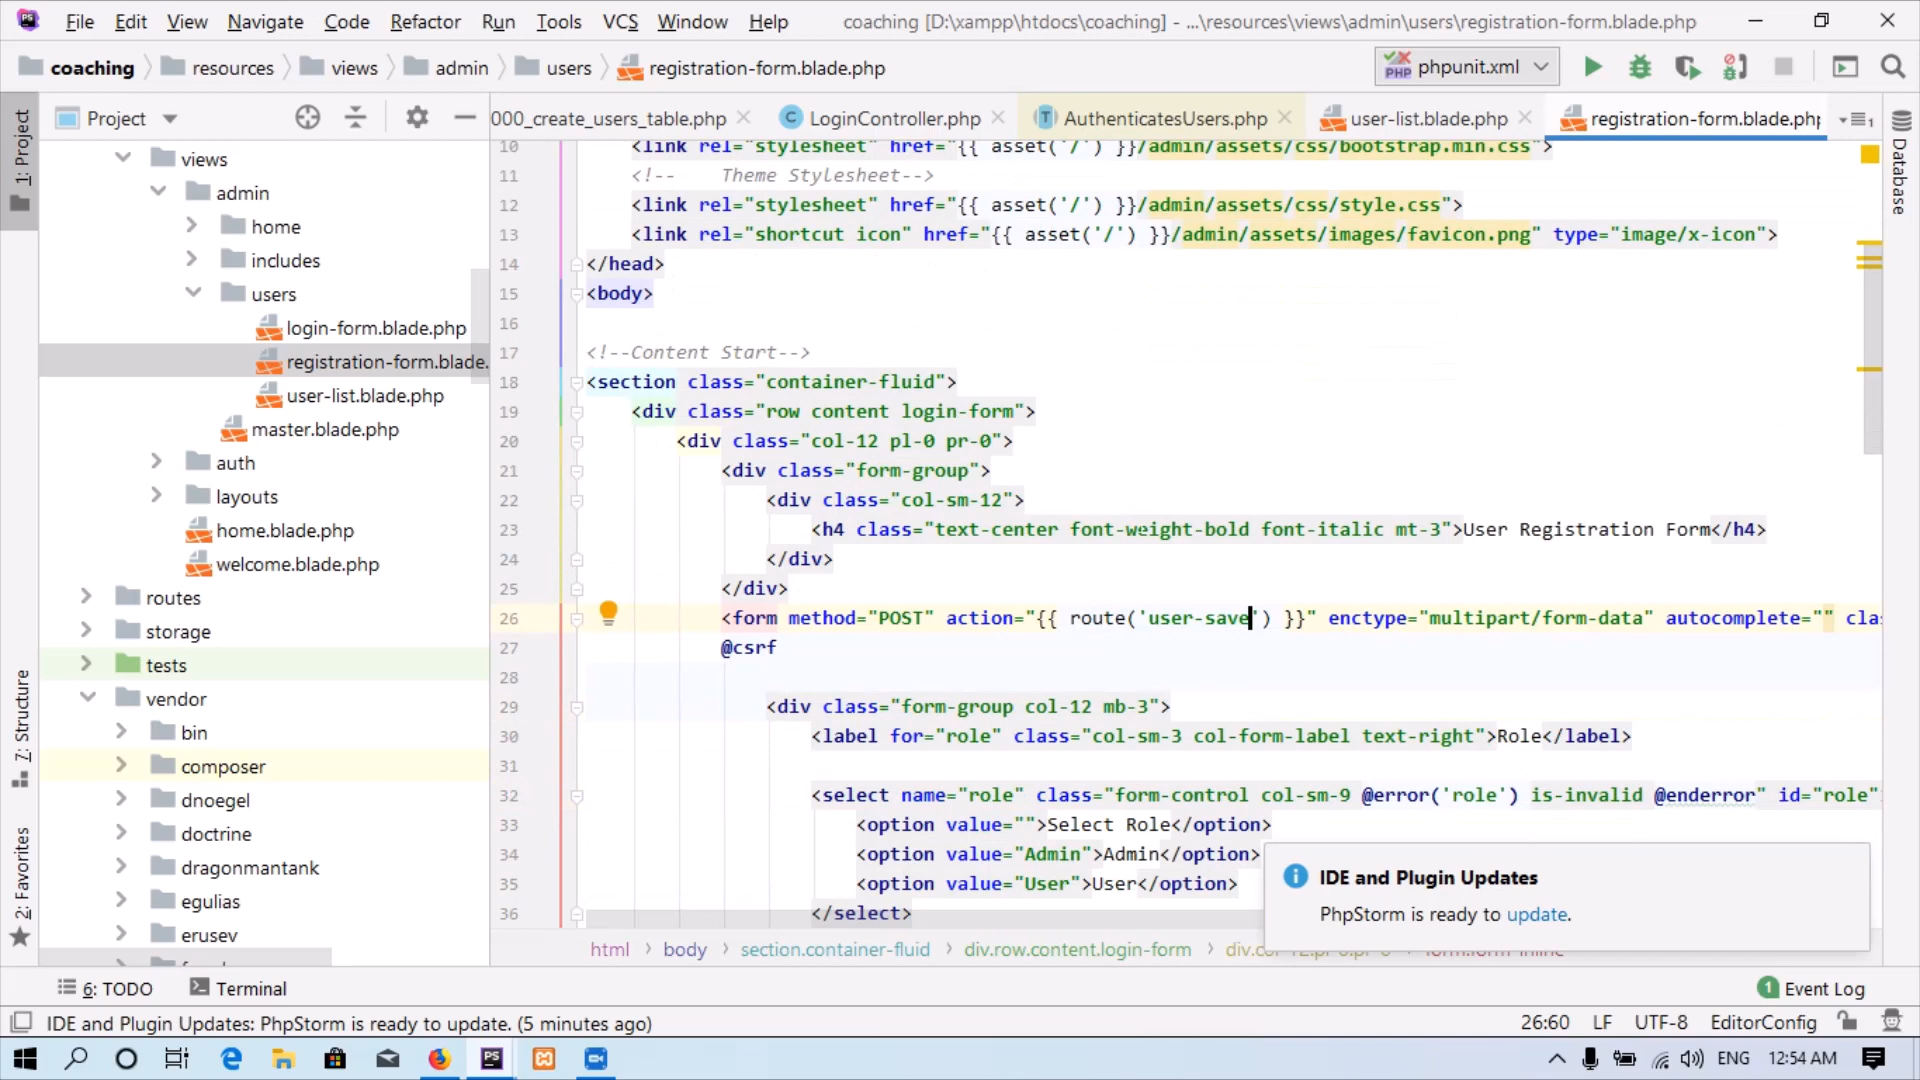 File Edit View Navigate Code Refactor Run Tools VCS Window Help coaching [D:\xampp\htdocs\coaching] - ...\resources\views\admin\users\registration-form.blade.php
coaching resources views admin users registration-form.blade.php phpunit.xml
Project
000_create_users_table.php LoginController.php AuthenticatesUsers.php user-list.blade.php registration-form.blade.php
1: Project
7: Structure
2: Favorites
Database
views
admin
home
includes
users
login-form.blade.php
registration-form.blade.
user-list.blade.php
master.blade.php
auth
layouts
home.blade.php
welcome.blade.php
routes
storage
tests
vendor
bin
composer
dnoegel
doctrine
dragonmantank
egulias
erusev
10 <link rel="stylesheet" href="{{ asset('/') }}/admin/assets/css/bootstrap.min.css">
11 <!-- Theme Stylesheet-->
12 <link rel="stylesheet" href="{{ asset('/') }}/admin/assets/css/style.css">
13 <link rel="shortcut icon" href="{{ asset('/') }}/admin/assets/images/favicon.png" type="image/x-icon">
14 </head>
15 <body>
16
17 <!--Content Start-->
18 <section class="container-fluid">
19 <div class="row content login-form">
20 <div class="col-12 pl-0 pr-0">
21 <div class="form-group">
22 <div class="col-sm-12">
23 <h4 class="text-center font-weight-bold font-italic mt-3">User Registration Form</h4>
24 </div>
25 </div>
26 <form method="POST" action="{{ route('user-save') }}" enctype="multipart/form-data" autocomplete="" clas
27 @csrf
28
29 <div class="form-group col-12 mb-3">
30 <label for="role" class="col-sm-3 col-form-label text-right">Role</label>
31
32 <select name="role" class="form-control col-sm-9 @error('role') is-invalid @enderror" id="role"
33 <option value="">Select Role</option>
34 <option value="Admin">Admin</option>
35 <option value="User">User</option>
36 </select>
IDE and Plugin Updates
PhpStorm is ready to update.
html body section.container-fluid div.row.content.login-form
6: TODO Terminal 1 Event Log
IDE and Plugin Updates: PhpStorm is ready to update. (5 minutes ago) 26:60 LF UTF-8 EditorConfig
ENG 12:54 AM